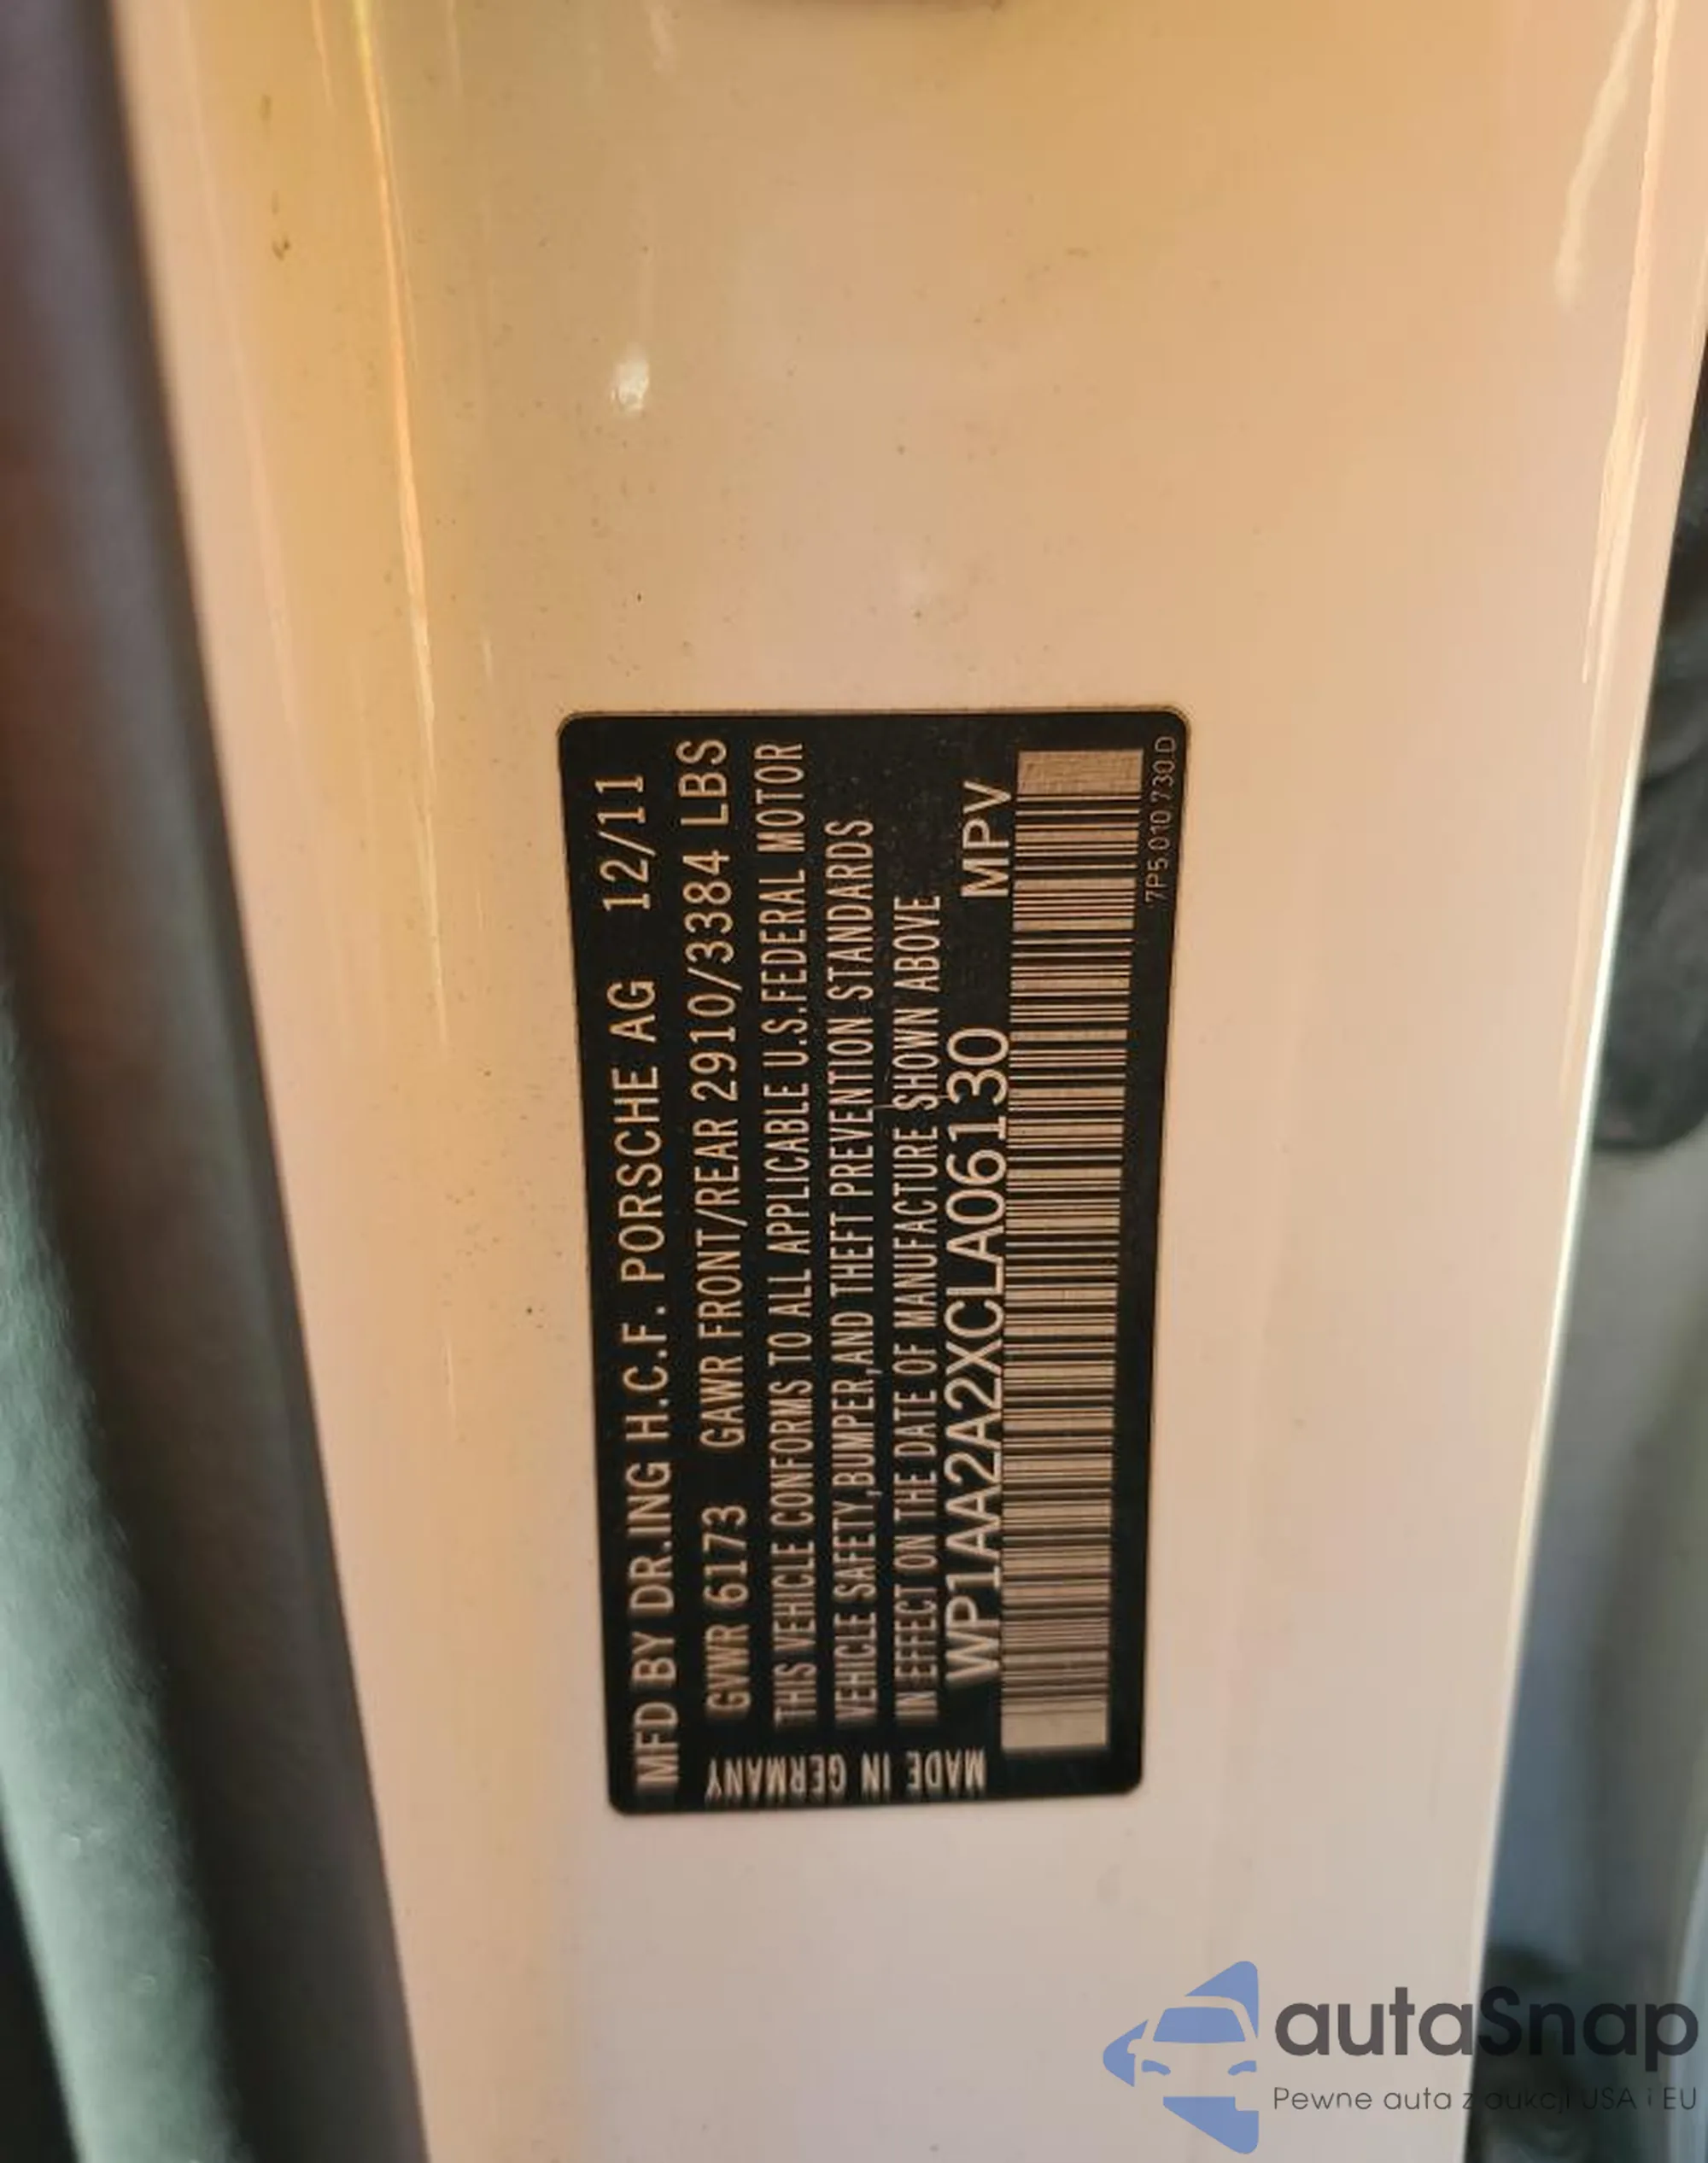 MFD BY DR.ING H.C.F. PORSCHE AG 12/11
GVWR 6173 GAWR FRONT/REAR 2910/3384 LBS
THIS VEHICLE CONFORMS TO ALL APPLICABLE U.S.FEDERAL MOTOR
VEHICLE SAFETY,BUMPER,AND THEFT PREVENTION STANDARDS
IN EFFECT ON THE DATE OF MANUFACTURE SHOWN ABOVE
WP1AA2A2XCLA06130 MPV
7P5 010 730 D
MADE IN GERMANY
autaSnap
Pewne auta z aukcji USA i EU